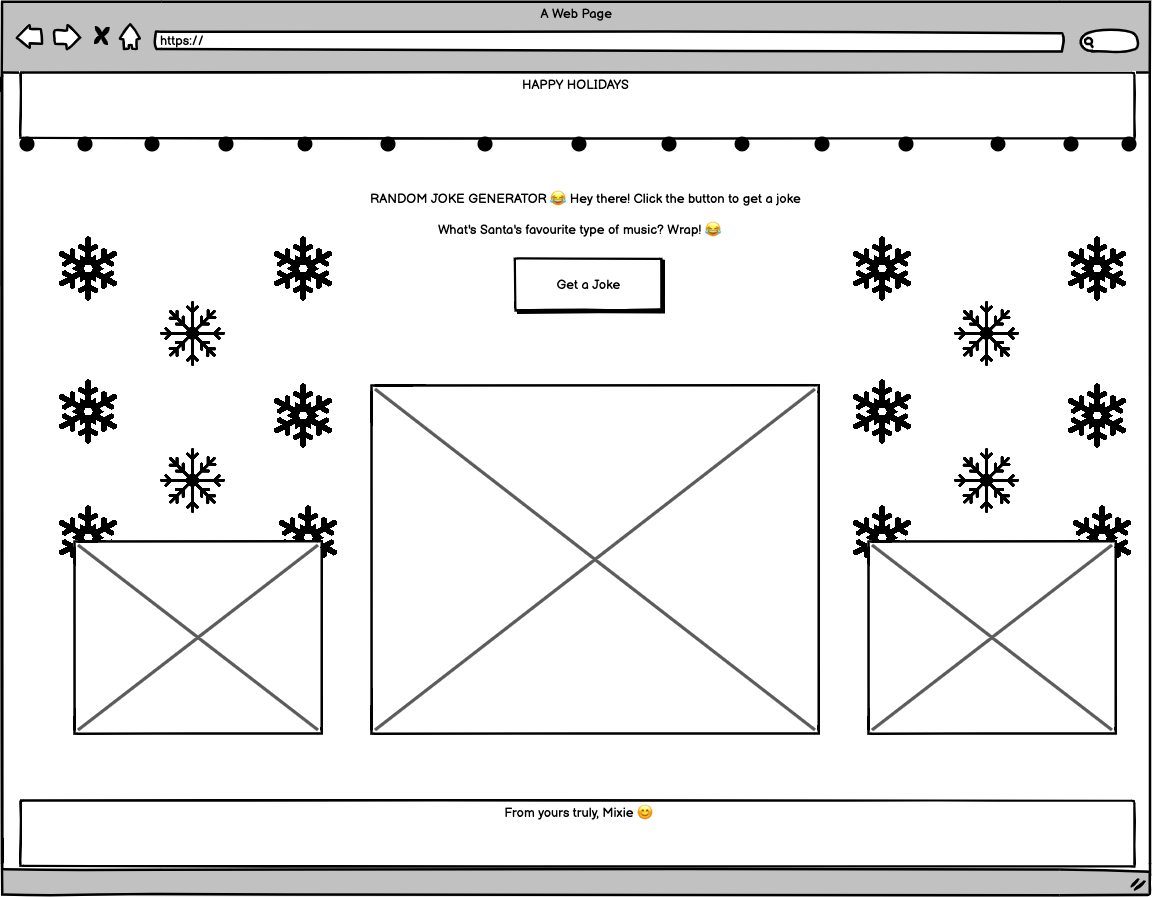 A Web Page
https://
HAPPY HOLIDAYS
RANDOM JOKE GENERATOR 😂 Hey there! Click the button to get a joke
What's Santa's favourite type of music? Wrap! 😂
Get a Joke
From yours truly, Mixie 😊